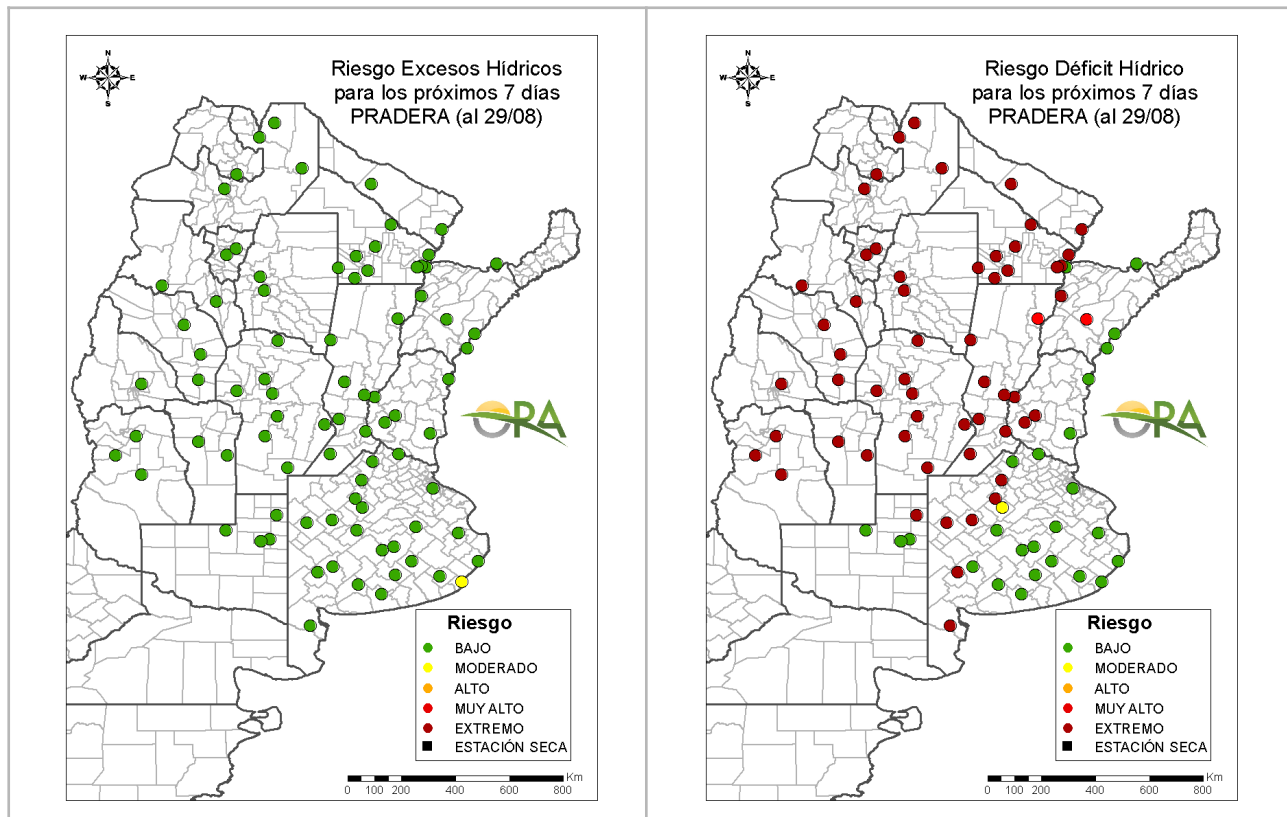 N
W
E
S
Riesgo Excesos Hídricos
para los próximos 7 días
PRADERA (al 29/08)
ORA
Riesgo
BAJO
MODERADO
ALTO
MUY ALTO
EXTREMO
ESTACIÓN SECA
Km
0 100 200 400 600 800
N
W
E
S
Riesgo Déficit Hídrico
para los próximos 7 días
PRADERA (al 29/08)
ORA
Riesgo
BAJO
MODERADO
ALTO
MUY ALTO
EXTREMO
ESTACIÓN SECA
Km
0 100 200 400 600 800